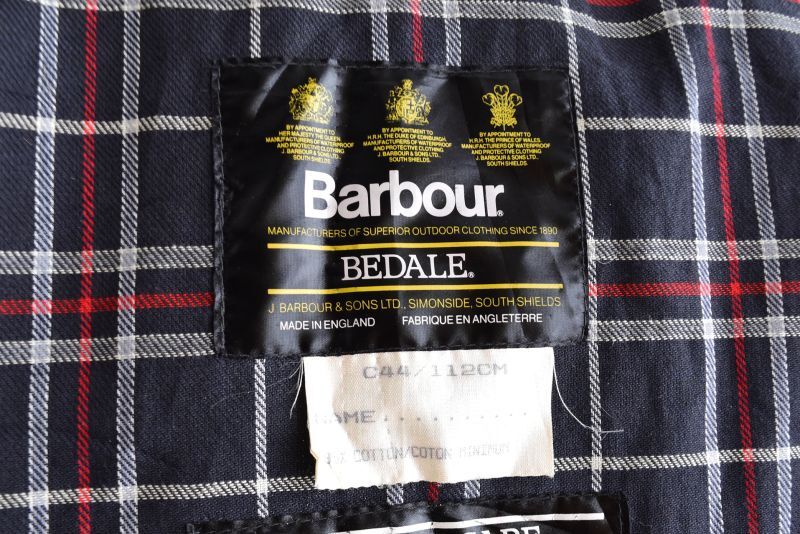 BY APPOINTMENT TO
HER MAJESTY THE QUEEN
MANUFACTURERS OF WATERPROOF
AND PROTECTIVE CLOTHING
J. BARBOUR & SONS LTD.,
SOUTH SHIELDS.
BY APPOINTMENT TO
H.R.H. THE DUKE OF EDINBURGH
MANUFACTURERS OF WATERPROOF
AND PROTECTIVE CLOTHING
J. BARBOUR & SONS LTD.,
SOUTH SHIELDS.
BY APPOINTMENT TO
H.R.H. THE PRINCE OF WALES
MANUFACTURERS OF WATERPROOF
AND PROTECTIVE CLOTHING
J. BARBOUR & SONS LTD.,
SOUTH SHIELDS.
Barbour®
MANUFACTURERS OF SUPERIOR OUTDOOR CLOTHING SINCE 1890
BEDALE®
J. BARBOUR & SONS LTD., SIMONSIDE, SOUTH SHIELDS.
MADE IN ENGLAND FABRIQUE EN ANGLETERRE
C44/112CM
NAME..........
COTTON/COTON MINIMUM